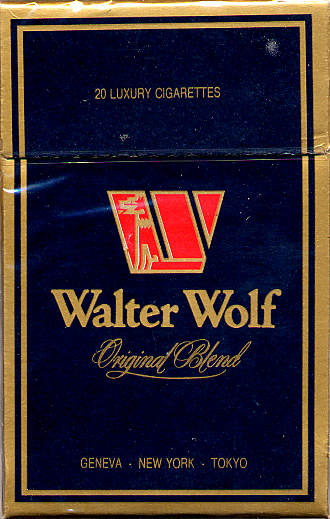 20 LUXURY CIGARETTES
Walter Wolf
Original Blend
GENEVA - NEW YORK - TOKYO